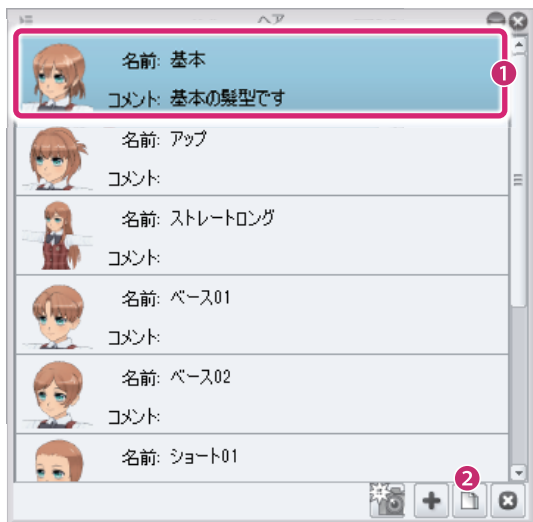 ヘア
名前: 基本
1
コメント: 基本の髪型です
名前: アップ
コメント:
名前: ストレートロング
コメント:
名前: ベース01
コメント:
名前: ベース02
コメント:
名前: ショート01
2